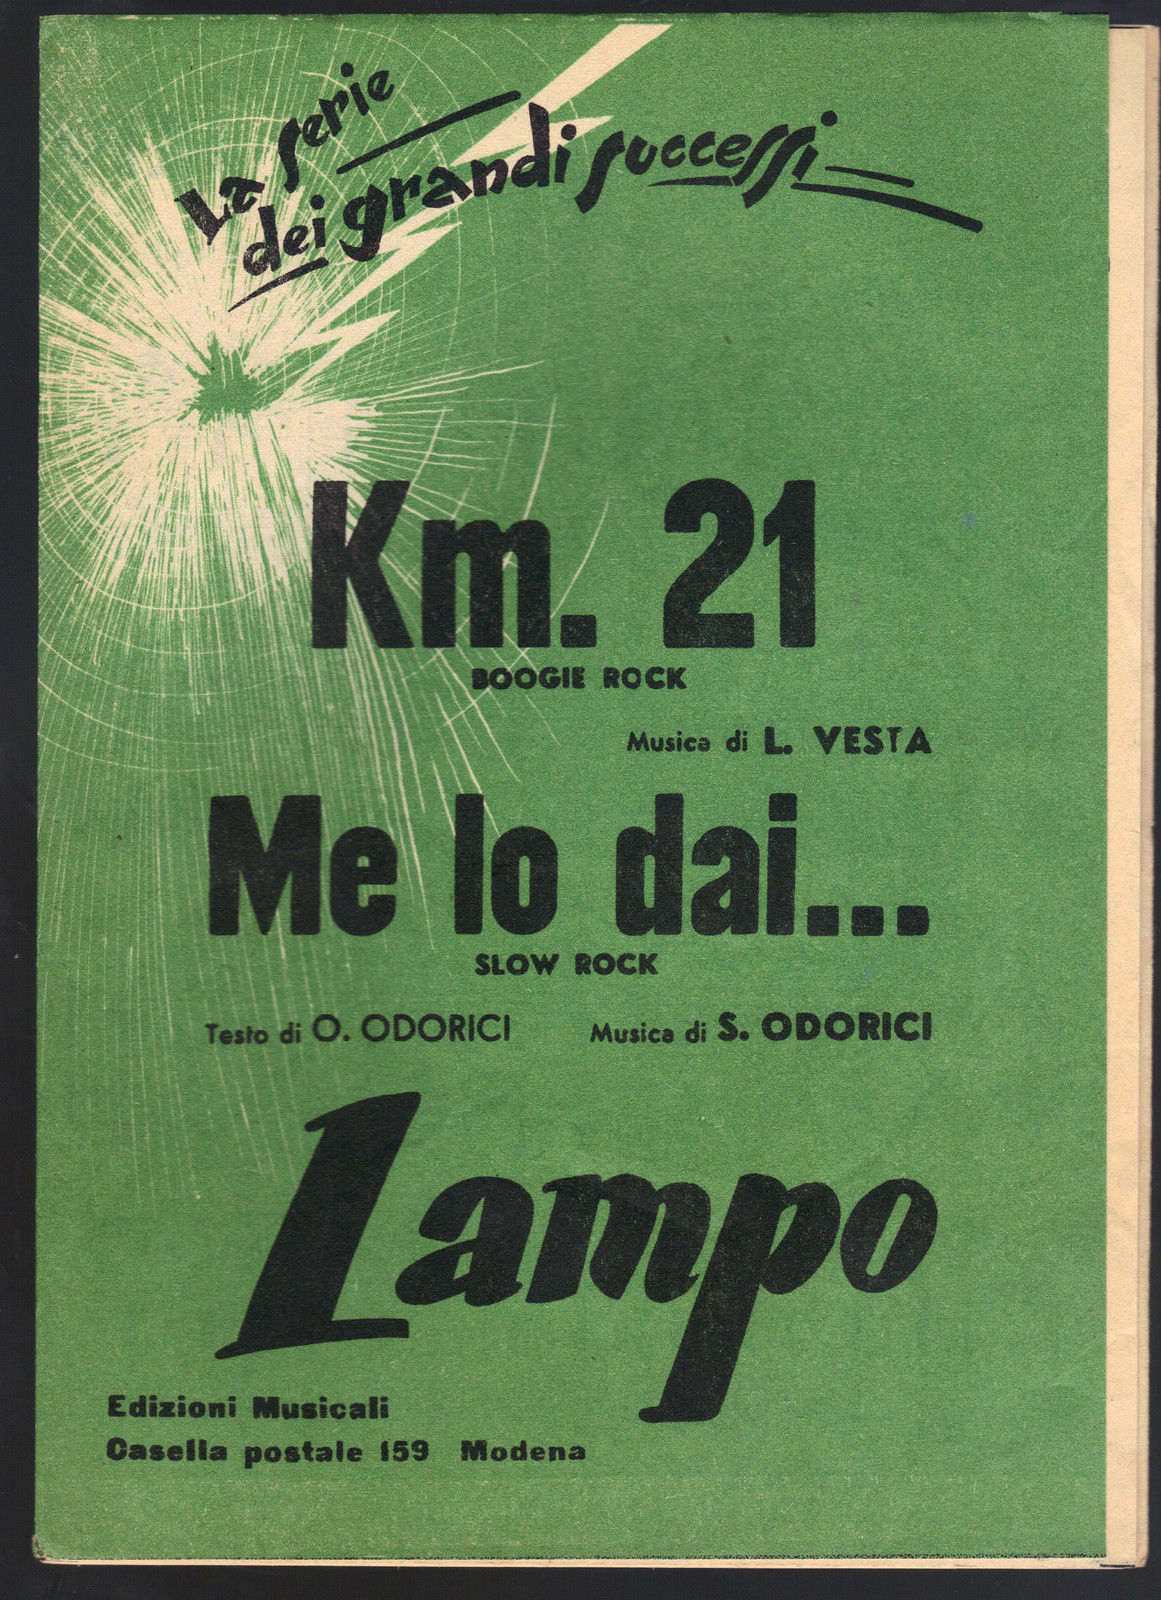 La serie
dei grandi successi
Km. 21
BOOGIE ROCK
Musica di L. VESTA
Me lo dai...
SLOW ROCK
Testo di O. ODORICI Musica di S. ODORICI
Lampo
Edizioni Musicali
Casella postale 159 Modena